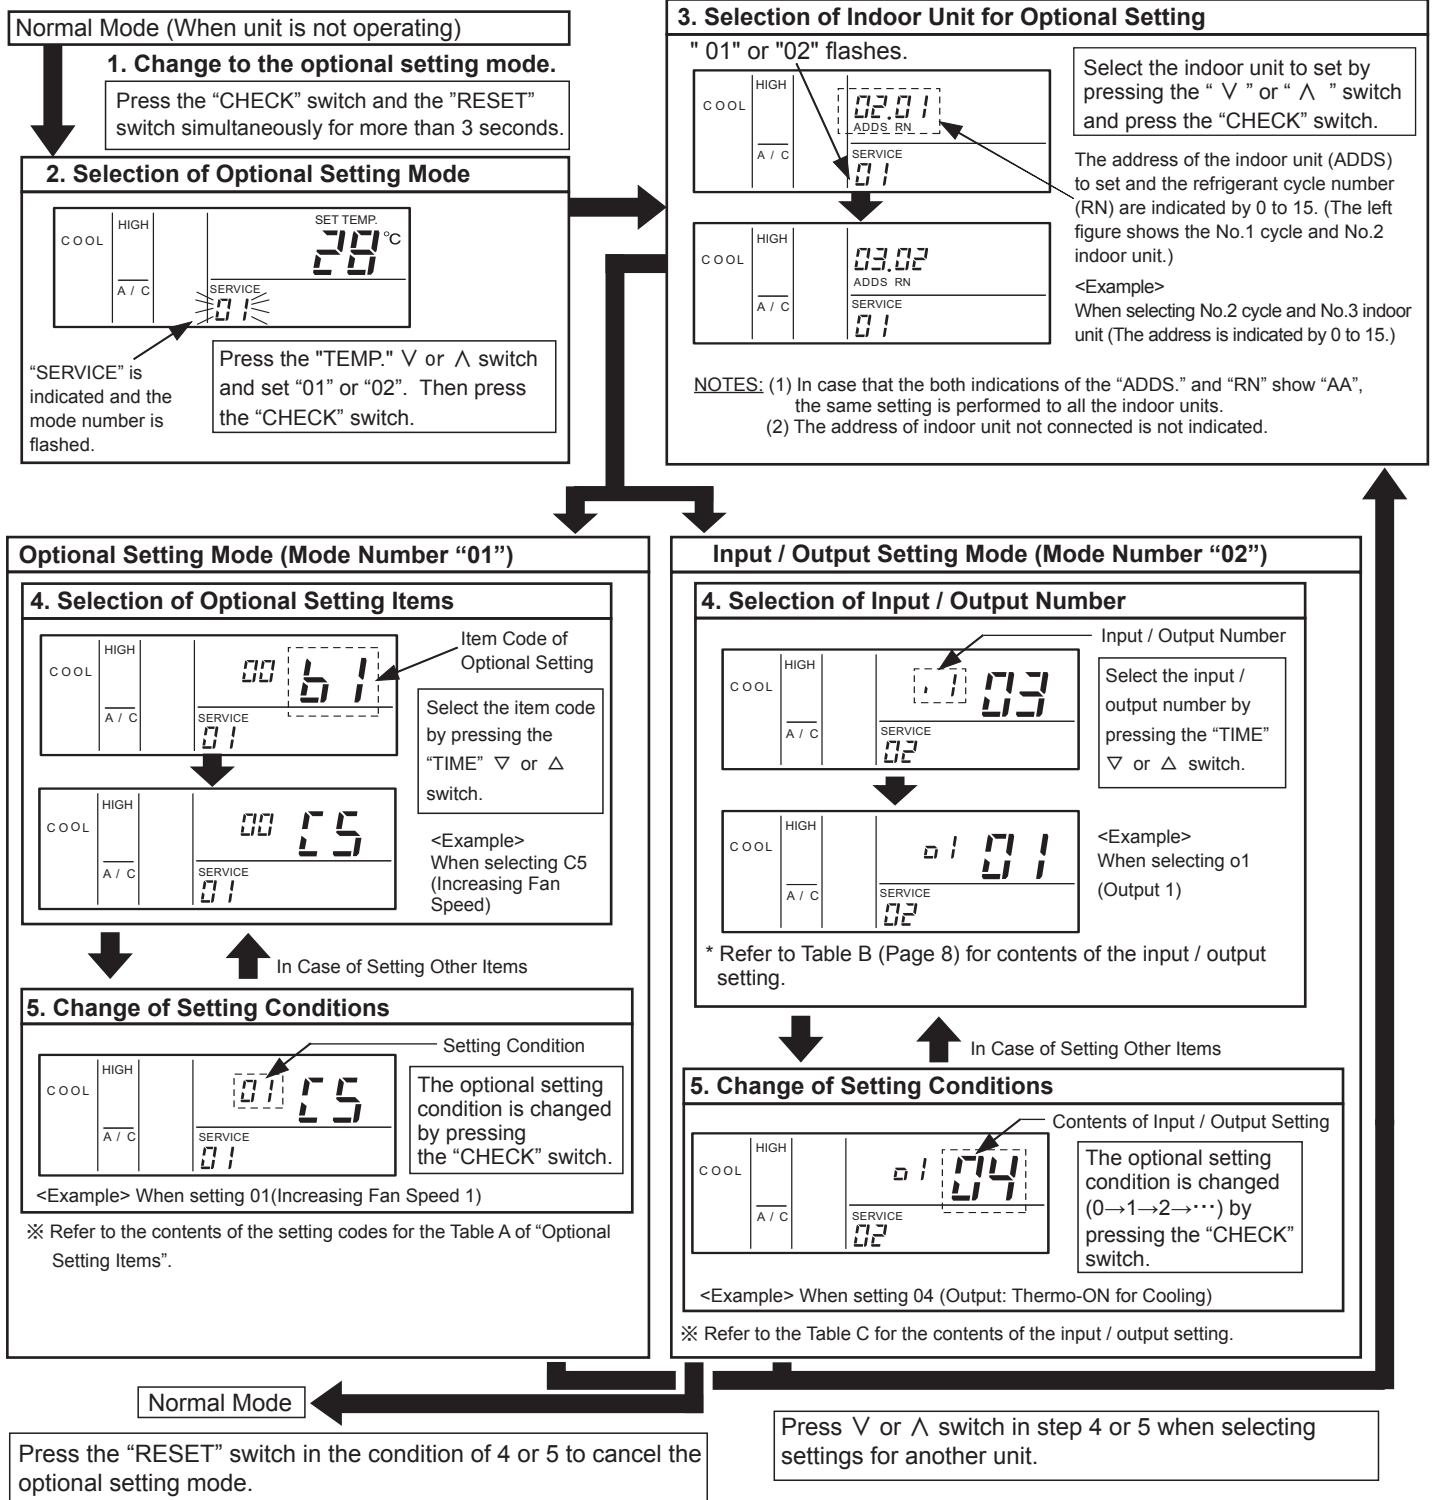 Normal Mode (When unit is not operating)
1. Change to the optional setting mode.
Press the “CHECK” switch and the ”RESET”
switch simultaneously for more than 3 seconds.
2. Selection of Optional Setting Mode
COOL
HIGH
A / C
SET TEMP.
28 °C
SERVICE
01
“SERVICE” is
indicated and the
mode number is
flashed.
Press the "TEMP." ∨ or ∧ switch
and set “01” or “02”. Then press
the “CHECK” switch.
3. Selection of Indoor Unit for Optional Setting
" 01" or "02" flashes.
COOL
HIGH
A / C
02.01
ADDS RN
SERVICE
01
COOL
HIGH
A / C
03.02
ADDS RN
SERVICE
01
Select the indoor unit to set by
pressing the “ ∨ ” or “ ∧ ” switch
and press the “CHECK” switch.
The address of the indoor unit (ADDS)
to set and the refrigerant cycle number
(RN) are indicated by 0 to 15. (The left
figure shows the No.1 cycle and No.2
indoor unit.)
<Example>
When selecting No.2 cycle and No.3 indoor
unit (The address is indicated by 0 to 15.)
NOTES: (1) In case that the both indications of the “ADDS.” and “RN” show “AA”,
the same setting is performed to all the indoor units.
(2) The address of indoor unit not connected is not indicated.
Optional Setting Mode (Mode Number “01”)
4. Selection of Optional Setting Items
COOL
HIGH
A / C
00 b1
SERVICE
01
Item Code of
Optional Setting
Select the item code
by pressing the
“TIME” ▽ or △
switch.
COOL
HIGH
A / C
00 C5
SERVICE
01
<Example>
When selecting C5
(Increasing Fan
Speed)
In Case of Setting Other Items
5. Change of Setting Conditions
COOL
HIGH
A / C
01 C5
SERVICE
01
Setting Condition
The optional setting
condition is changed
by pressing
the “CHECK” switch.
<Example> When setting 01(Increasing Fan Speed 1)
※ Refer to the contents of the setting codes for the Table A of “Optional
Setting Items”.
Input / Output Setting Mode (Mode Number “02”)
4. Selection of Input / Output Number
COOL
HIGH
A / C
.1 03
SERVICE
02
Input / Output Number
Select the input /
output number by
pressing the “TIME”
▽ or △ switch.
COOL
HIGH
A / C
o1 01
SERVICE
02
<Example>
When selecting o1
(Output 1)
* Refer to Table B (Page 8) for contents of the input / output
setting.
In Case of Setting Other Items
5. Change of Setting Conditions
COOL
HIGH
A / C
o1 04
SERVICE
02
Contents of Input / Output Setting
The optional setting
condition is changed
(0→1→2→⋯) by
pressing the “CHECK”
switch.
<Example> When setting 04 (Output: Thermo-ON for Cooling)
※ Refer to the Table C for the contents of the input / output setting.
Normal Mode
Press the “RESET” switch in the condition of 4 or 5 to cancel the
optional setting mode.
Press ∨ or ∧ switch in step 4 or 5 when selecting
settings for another unit.